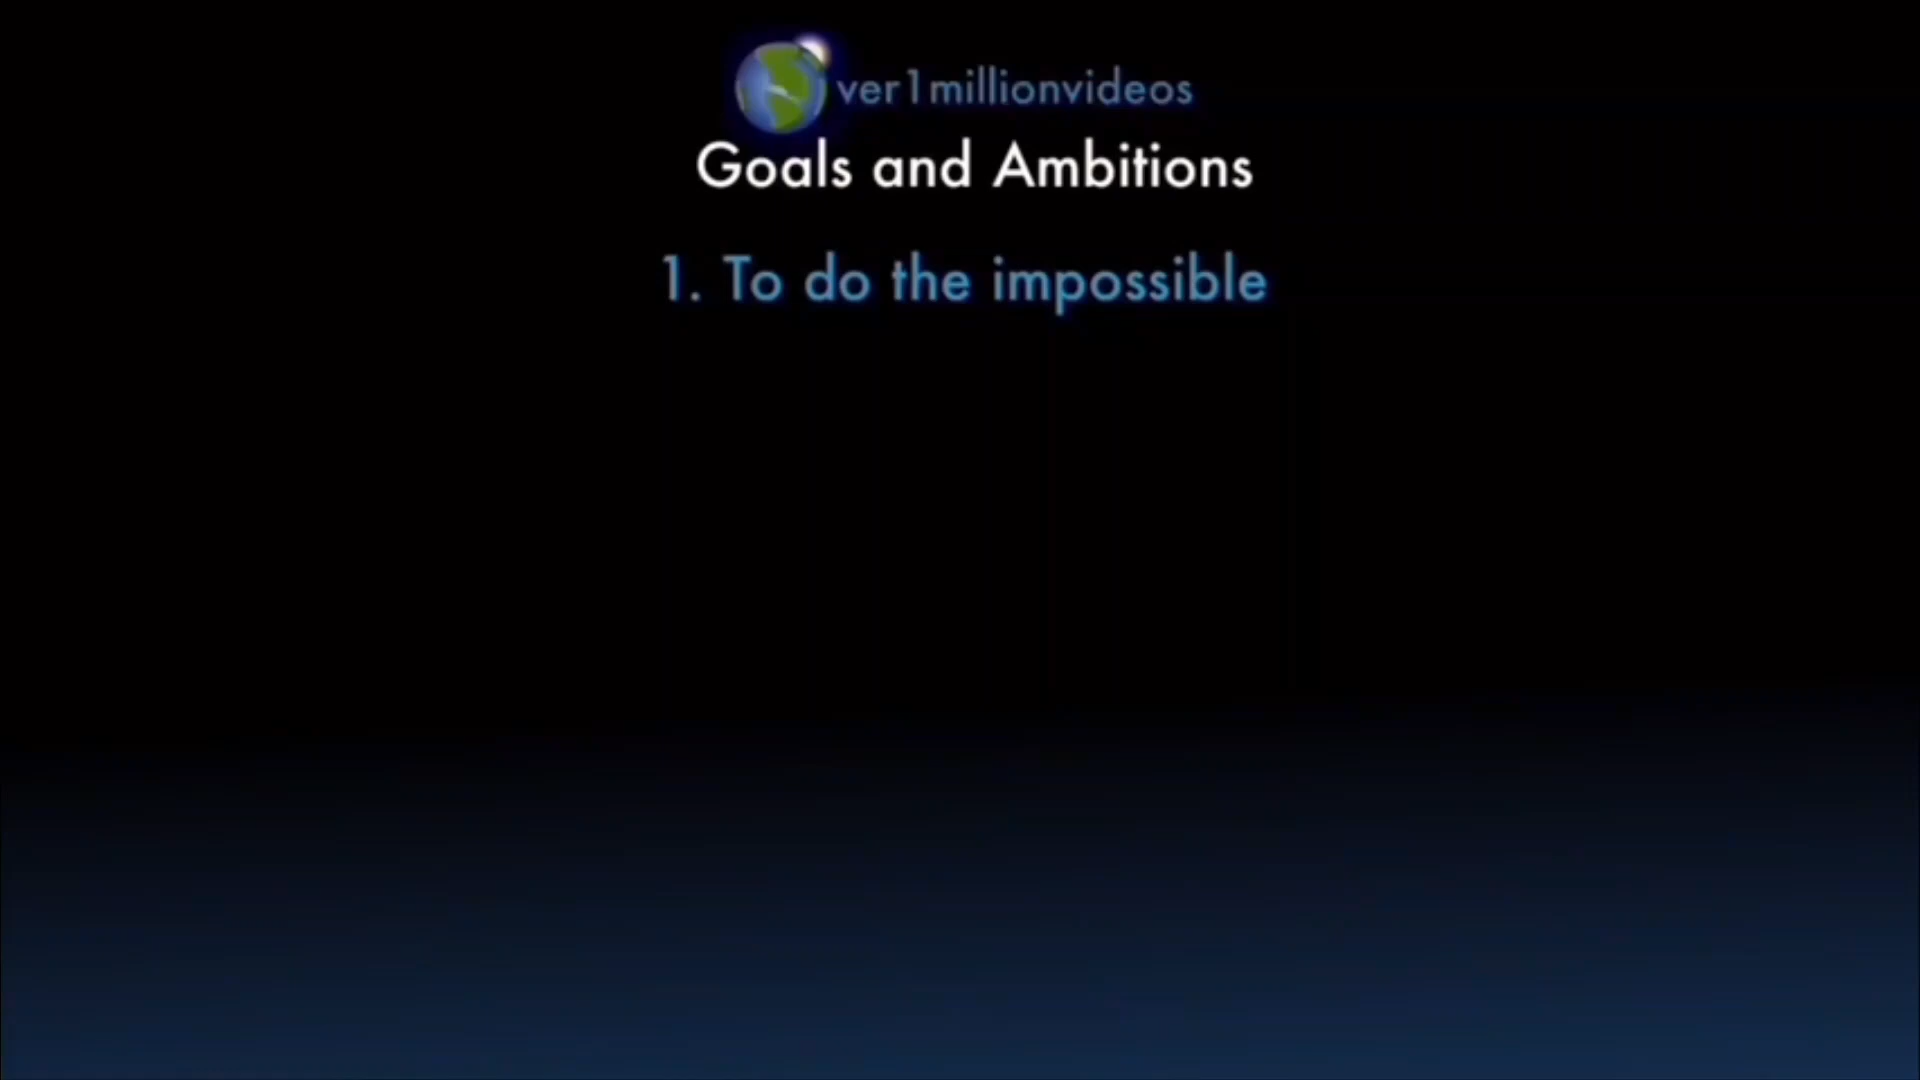 ver1millionvideos
Goals and Ambitions
1. To do the impossible